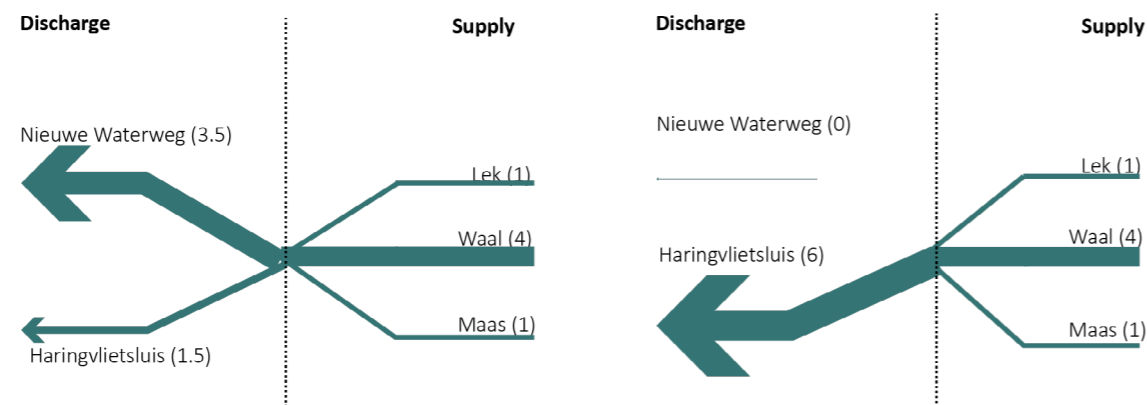 Discharge
Supply
Nieuwe Waterweg (3.5)
Lek (1)
Waal (4)
Maas (1)
Haringvlietsluis (1.5)
Discharge
Supply
Nieuwe Waterweg (0)
Lek (1)
Waal (4)
Haringvlietsluis (6)
Maas (1)